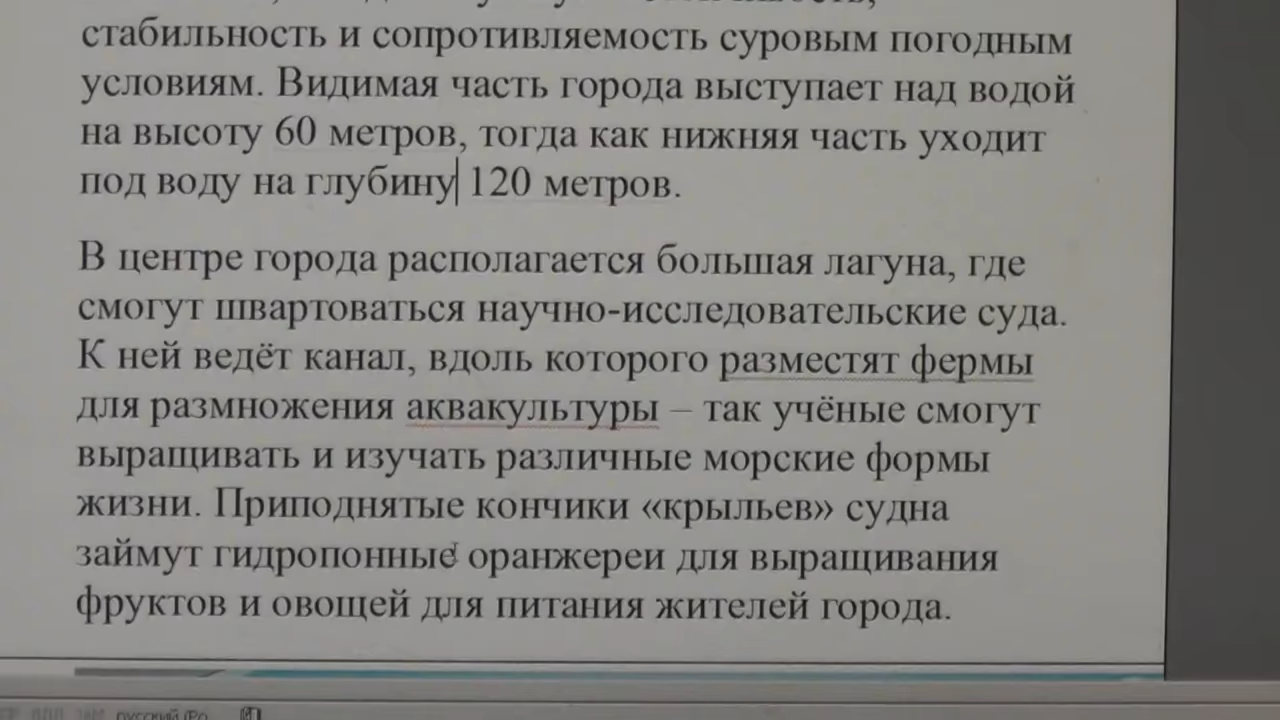 стабильность и сопротивляемость суровым погодным
условиям. Видимая часть города выступает над водой
на высоту 60 метров, тогда как нижняя часть уходит
под воду на глубину 120 метров.
В центре города располагается большая лагуна, где
смогут швартоваться научно-исследовательские суда.
К ней ведёт канал, вдоль которого разместят фермы
для размножения аквакультуры – так учёные смогут
выращивать и изучать различные морские формы
жизни. Приподнятые кончики «крыльев» судна
займут гидропонные оранжереи для выращивания
фруктов и овощей для питания жителей города.
русский (Ро